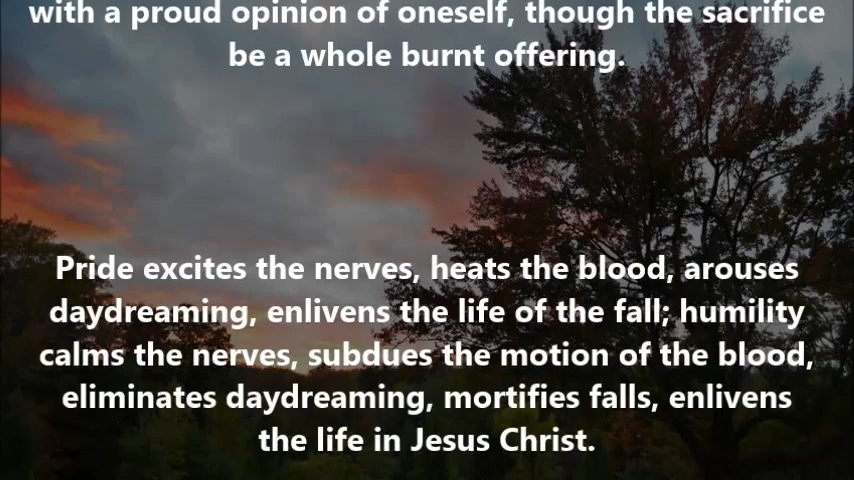 with a proud opinion of oneself, though the sacrifice
be a whole burnt offering.
Pride excites the nerves, heats the blood, arouses
daydreaming, enlivens the life of the fall; humility
calms the nerves, subdues the motion of the blood,
eliminates daydreaming, mortifies falls, enlivens
the life in Jesus Christ.